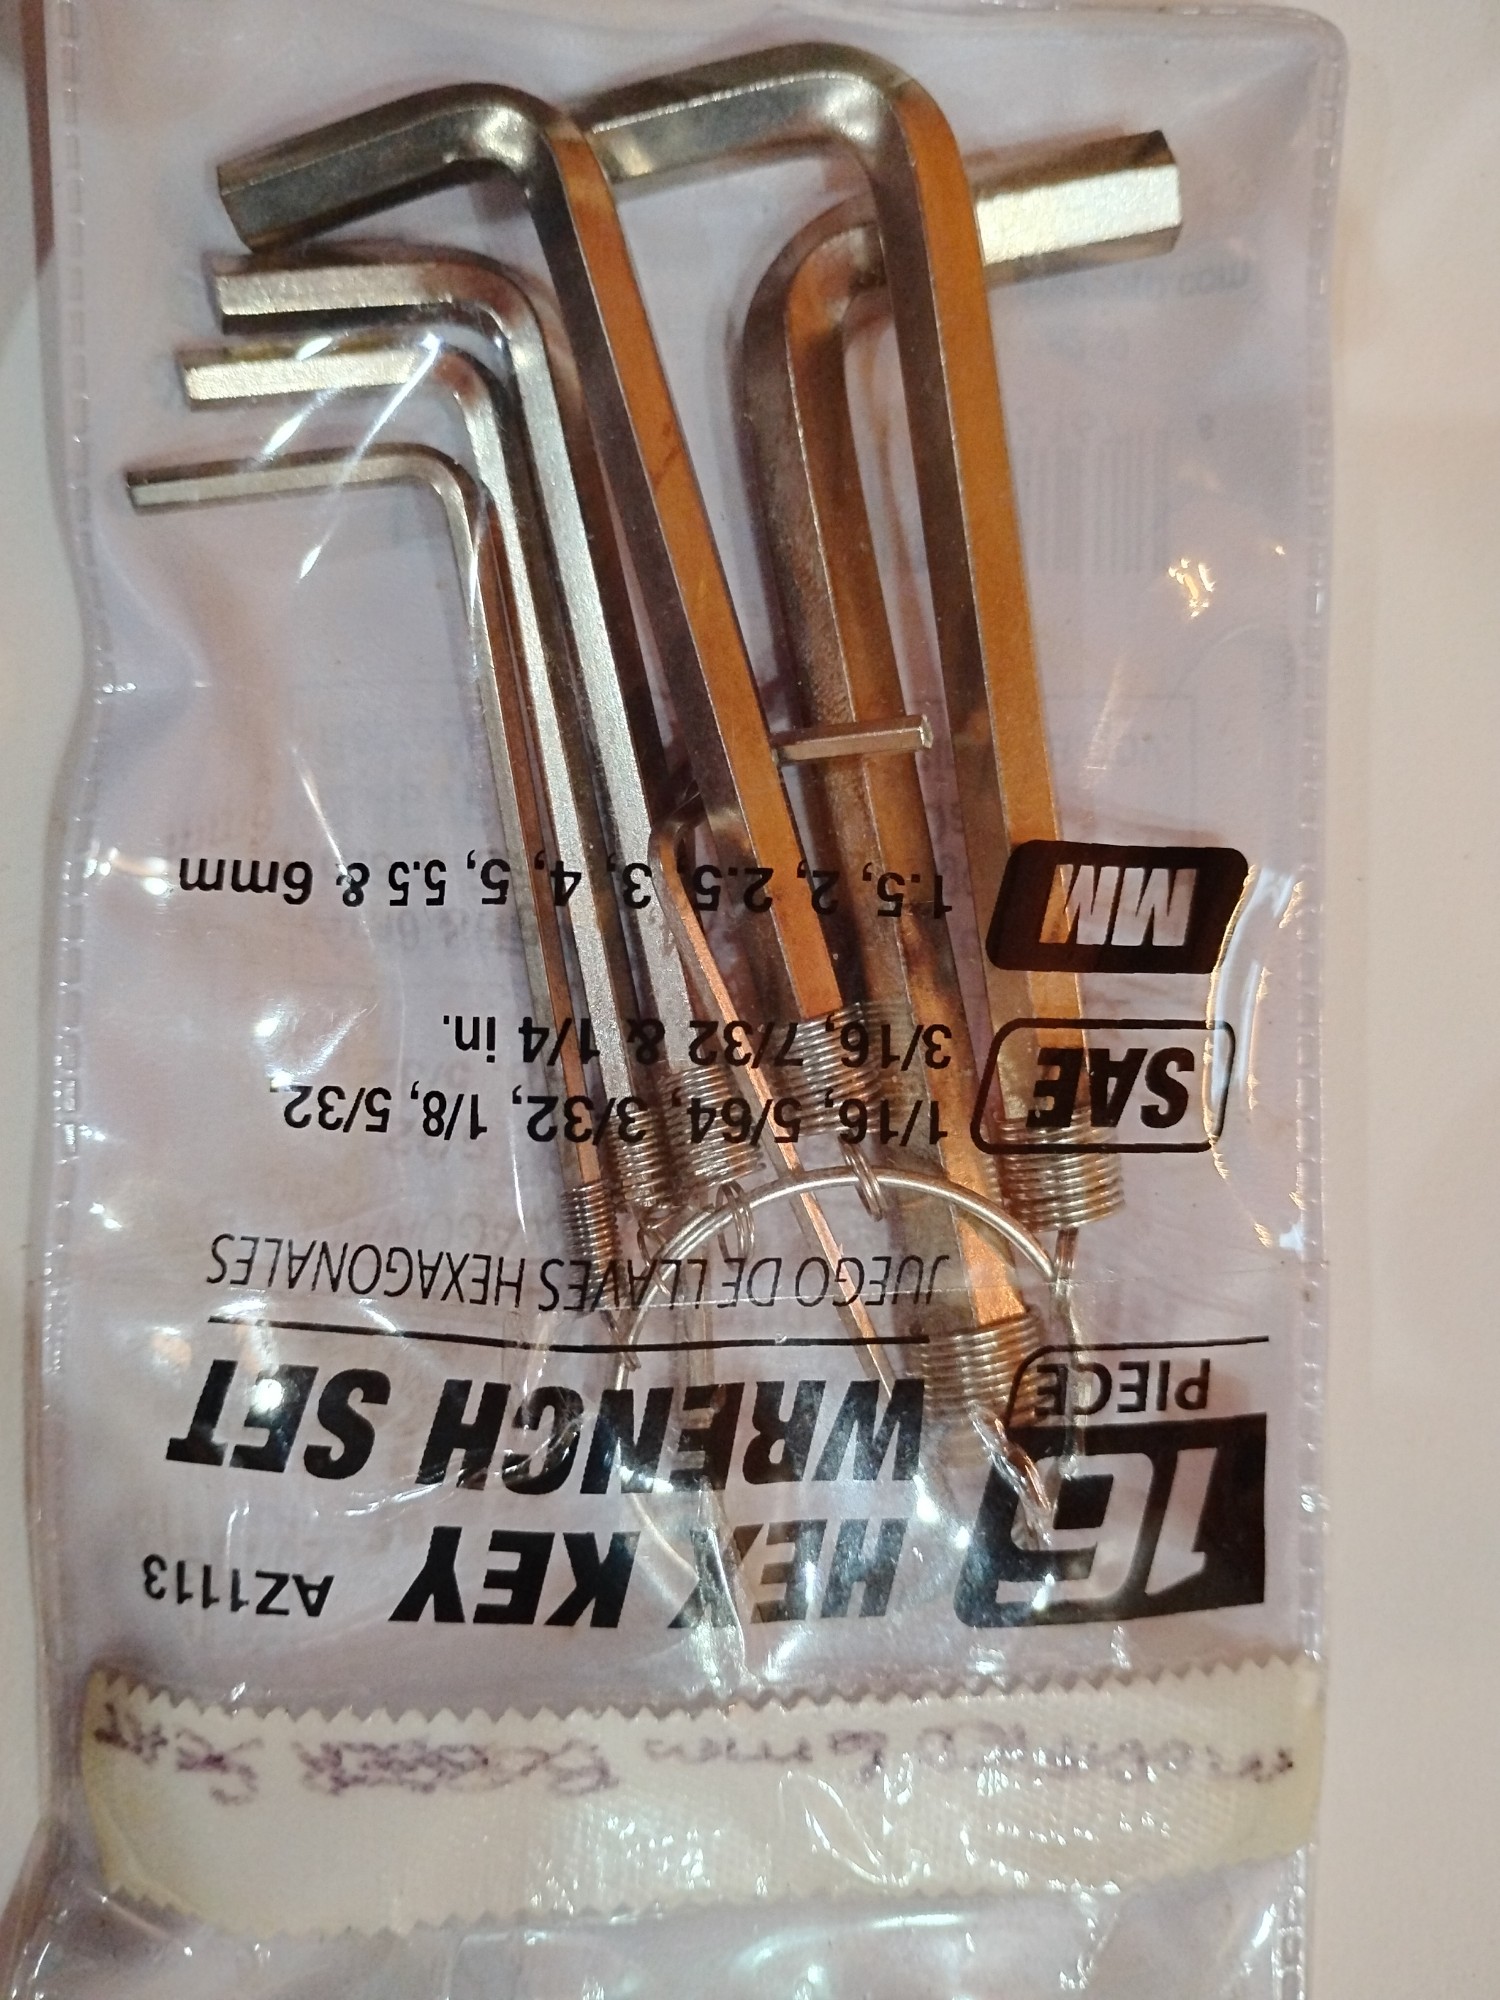 16 PIECE
HEX KEY AZ1113
WRENCH SET
JUEGO DE LLAVES HEXAGONALES
SAE 1/16, 5/64, 3/32, 1/8, 5/32,
3/16, 7/32 & 1/4 in.
MM 1.5, 2, 2.5, 3, 4, 5, 5.5 & 6mm